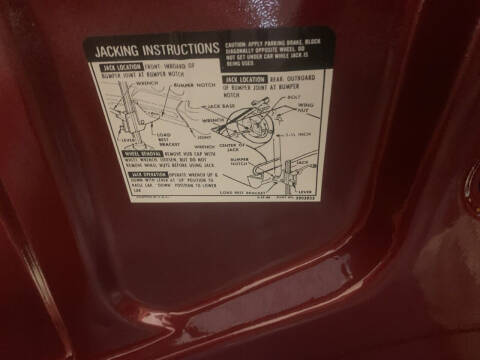 JACKING INSTRUCTIONS
CAUTION: APPLY PARKING BRAKE, BLOCK
DIAGONALLY OPPOSITE WHEEL. DO
NOT GET UNDER CAR WHILE JACK IS
BEING USED.
JACK LOCATION FRONT: INBOARD OF
BUMPER JOINT AT BUMPER NOTCH
WRENCH
BUMPER NOTCH
JACK BASE
WRENCH
JOINT
LEVER
LOAD
REST
BRACKET
WRENCH
JACK LOCATION REAR: OUTBOARD
OF BUMPER JOINT AT BUMPER
NOTCH
BOLT
WING
NUT
INCH
CENTER OF
JACK
BUMPER
NOTCH
JACK
LEVER
LOAD REST BRACKET
WHEEL REMOVAL REMOVE HUB CAP WITH
WRENCH. LOOSEN, BUT DO NOT
REMOVE WHEEL NUTS BEFORE USING JACK.
JACK OPERATION OPERATE WRENCH UP &
DOWN WITH LEVER AT "UP" POSITION TO
RAISE CAR. "DOWN" POSITION TO LOWER
CAR.